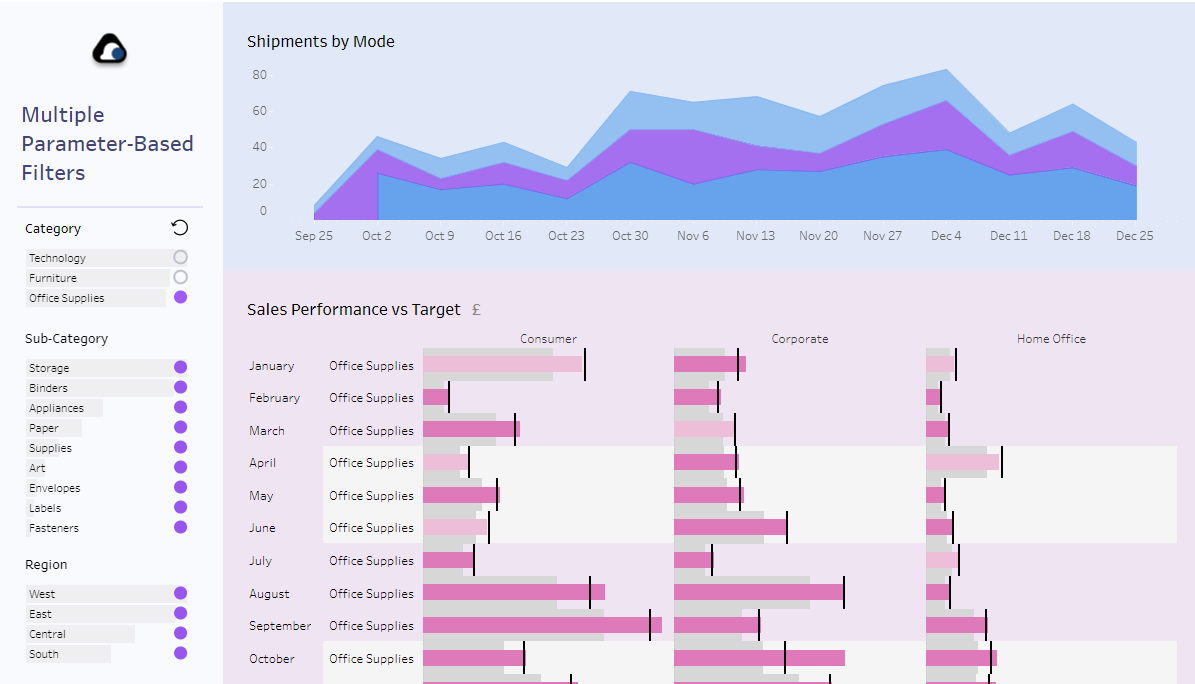 Multiple
Parameter-Based
Filters
Category
Technology
Furniture
Office Supplies
Sub-Category
Storage
Binders
Appliances
Paper
Supplies
Art
Envelopes
Labels
Fasteners
Region
West
East
Central
South
Shipments by Mode
80
60
40
20
0
Sep 25 Oct 2 Oct 9 Oct 16 Oct 23 Oct 30 Nov 6 Nov 13 Nov 20 Nov 27 Dec 4 Dec 11 Dec 18 Dec 25
Sales Performance vs Target £
Consumer Corporate Home Office
January Office Supplies
February Office Supplies
March Office Supplies
April Office Supplies
May Office Supplies
June Office Supplies
July Office Supplies
August Office Supplies
September Office Supplies
October Office Supplies